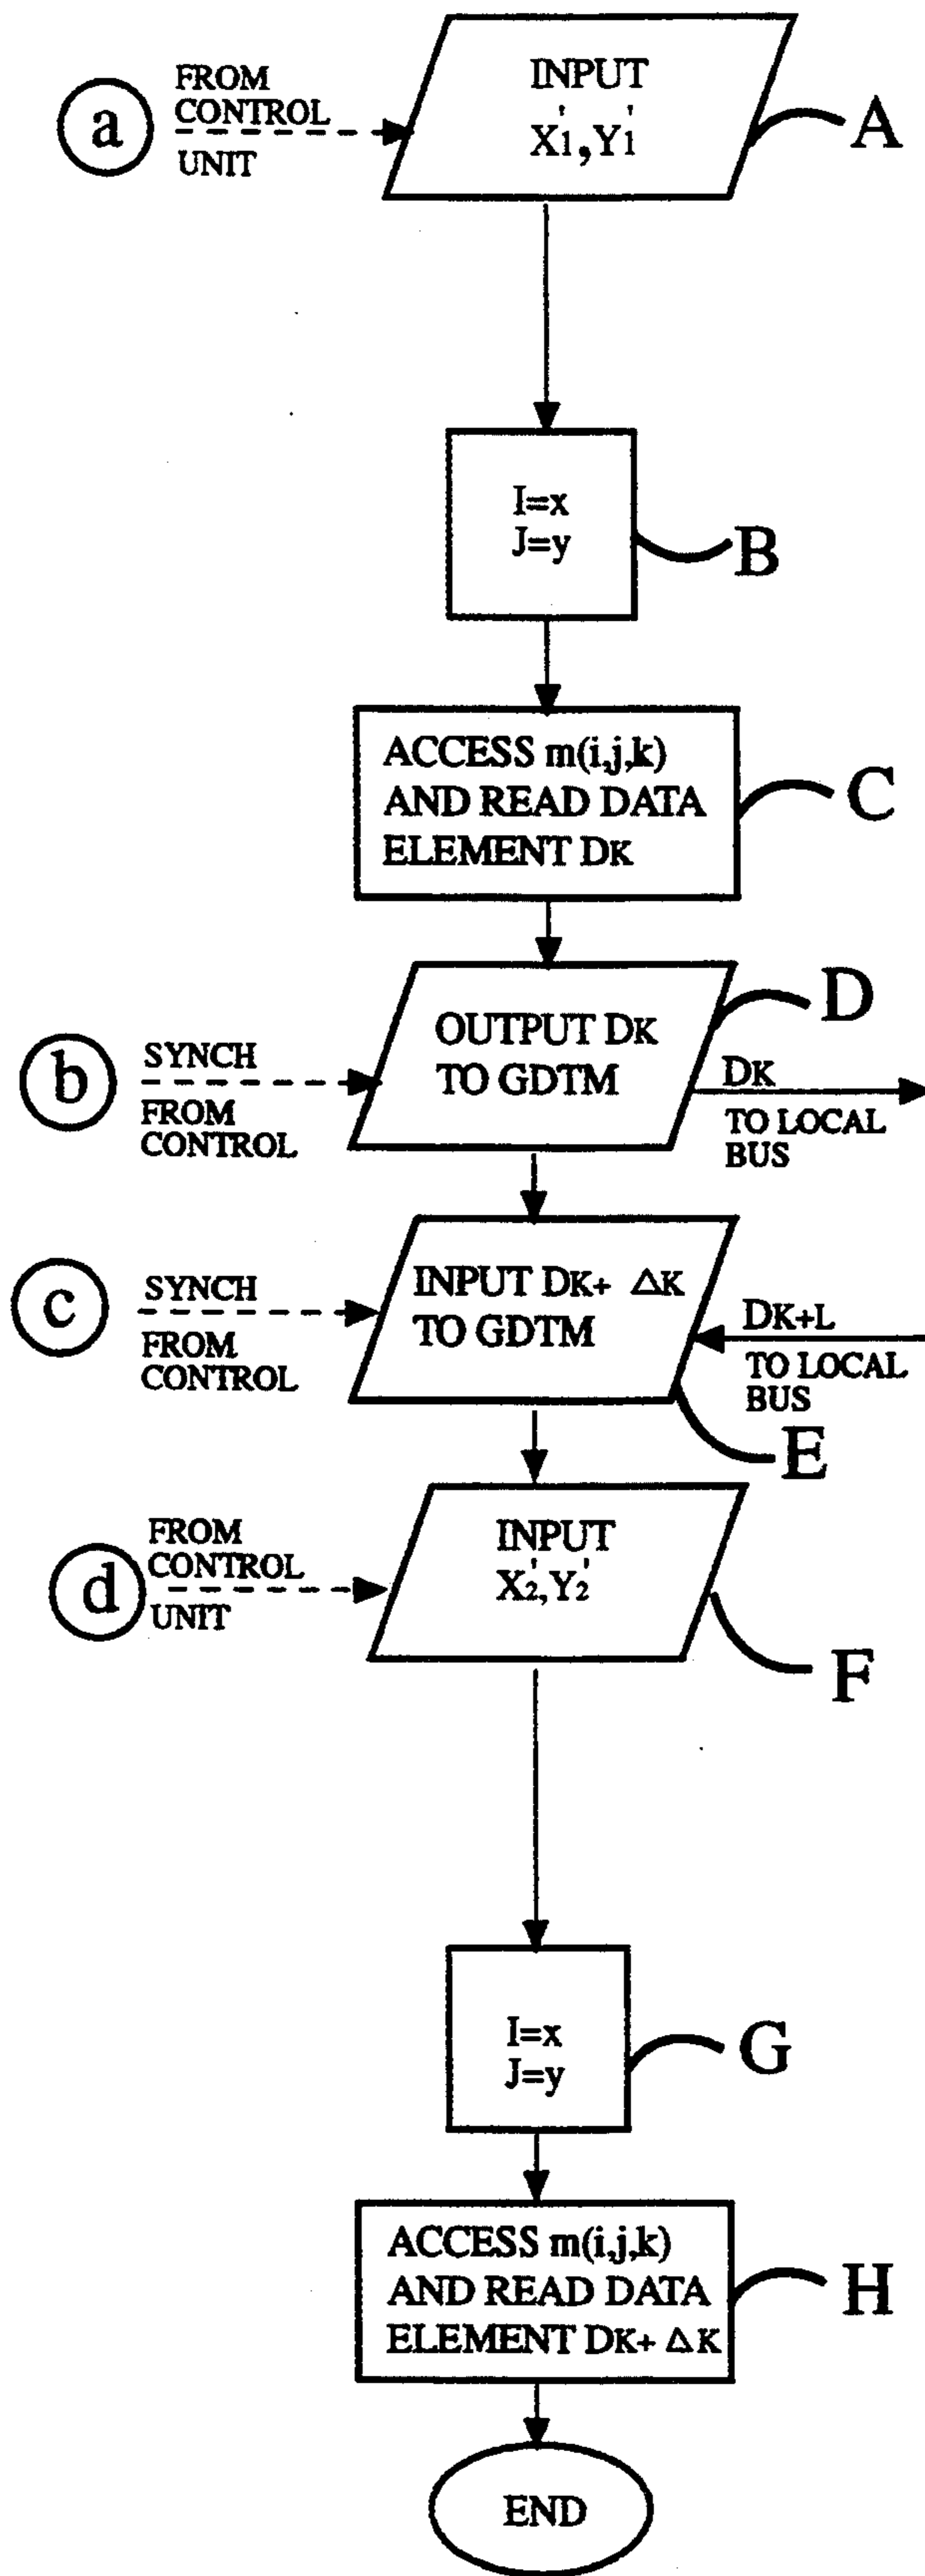 a
FROM
CONTROL
UNIT
INPUT
X'1,Y'1
A
I=x
J=y
B
ACCESS m(i,j,k)
AND READ DATA
ELEMENT DK
C
b
SYNCH
FROM
CONTROL
OUTPUT DK
TO GDTM
D
DK
TO LOCAL
BUS
c
SYNCH
FROM
CONTROL
INPUT DK+ ΔK
TO GDTM
DK+L
TO LOCAL
BUS
E
d
FROM
CONTROL
UNIT
INPUT
X'2,Y'2
F
I=x
J=y
G
ACCESS m(i,j,k)
AND READ DATA
ELEMENT DK+ ΔK
H
END